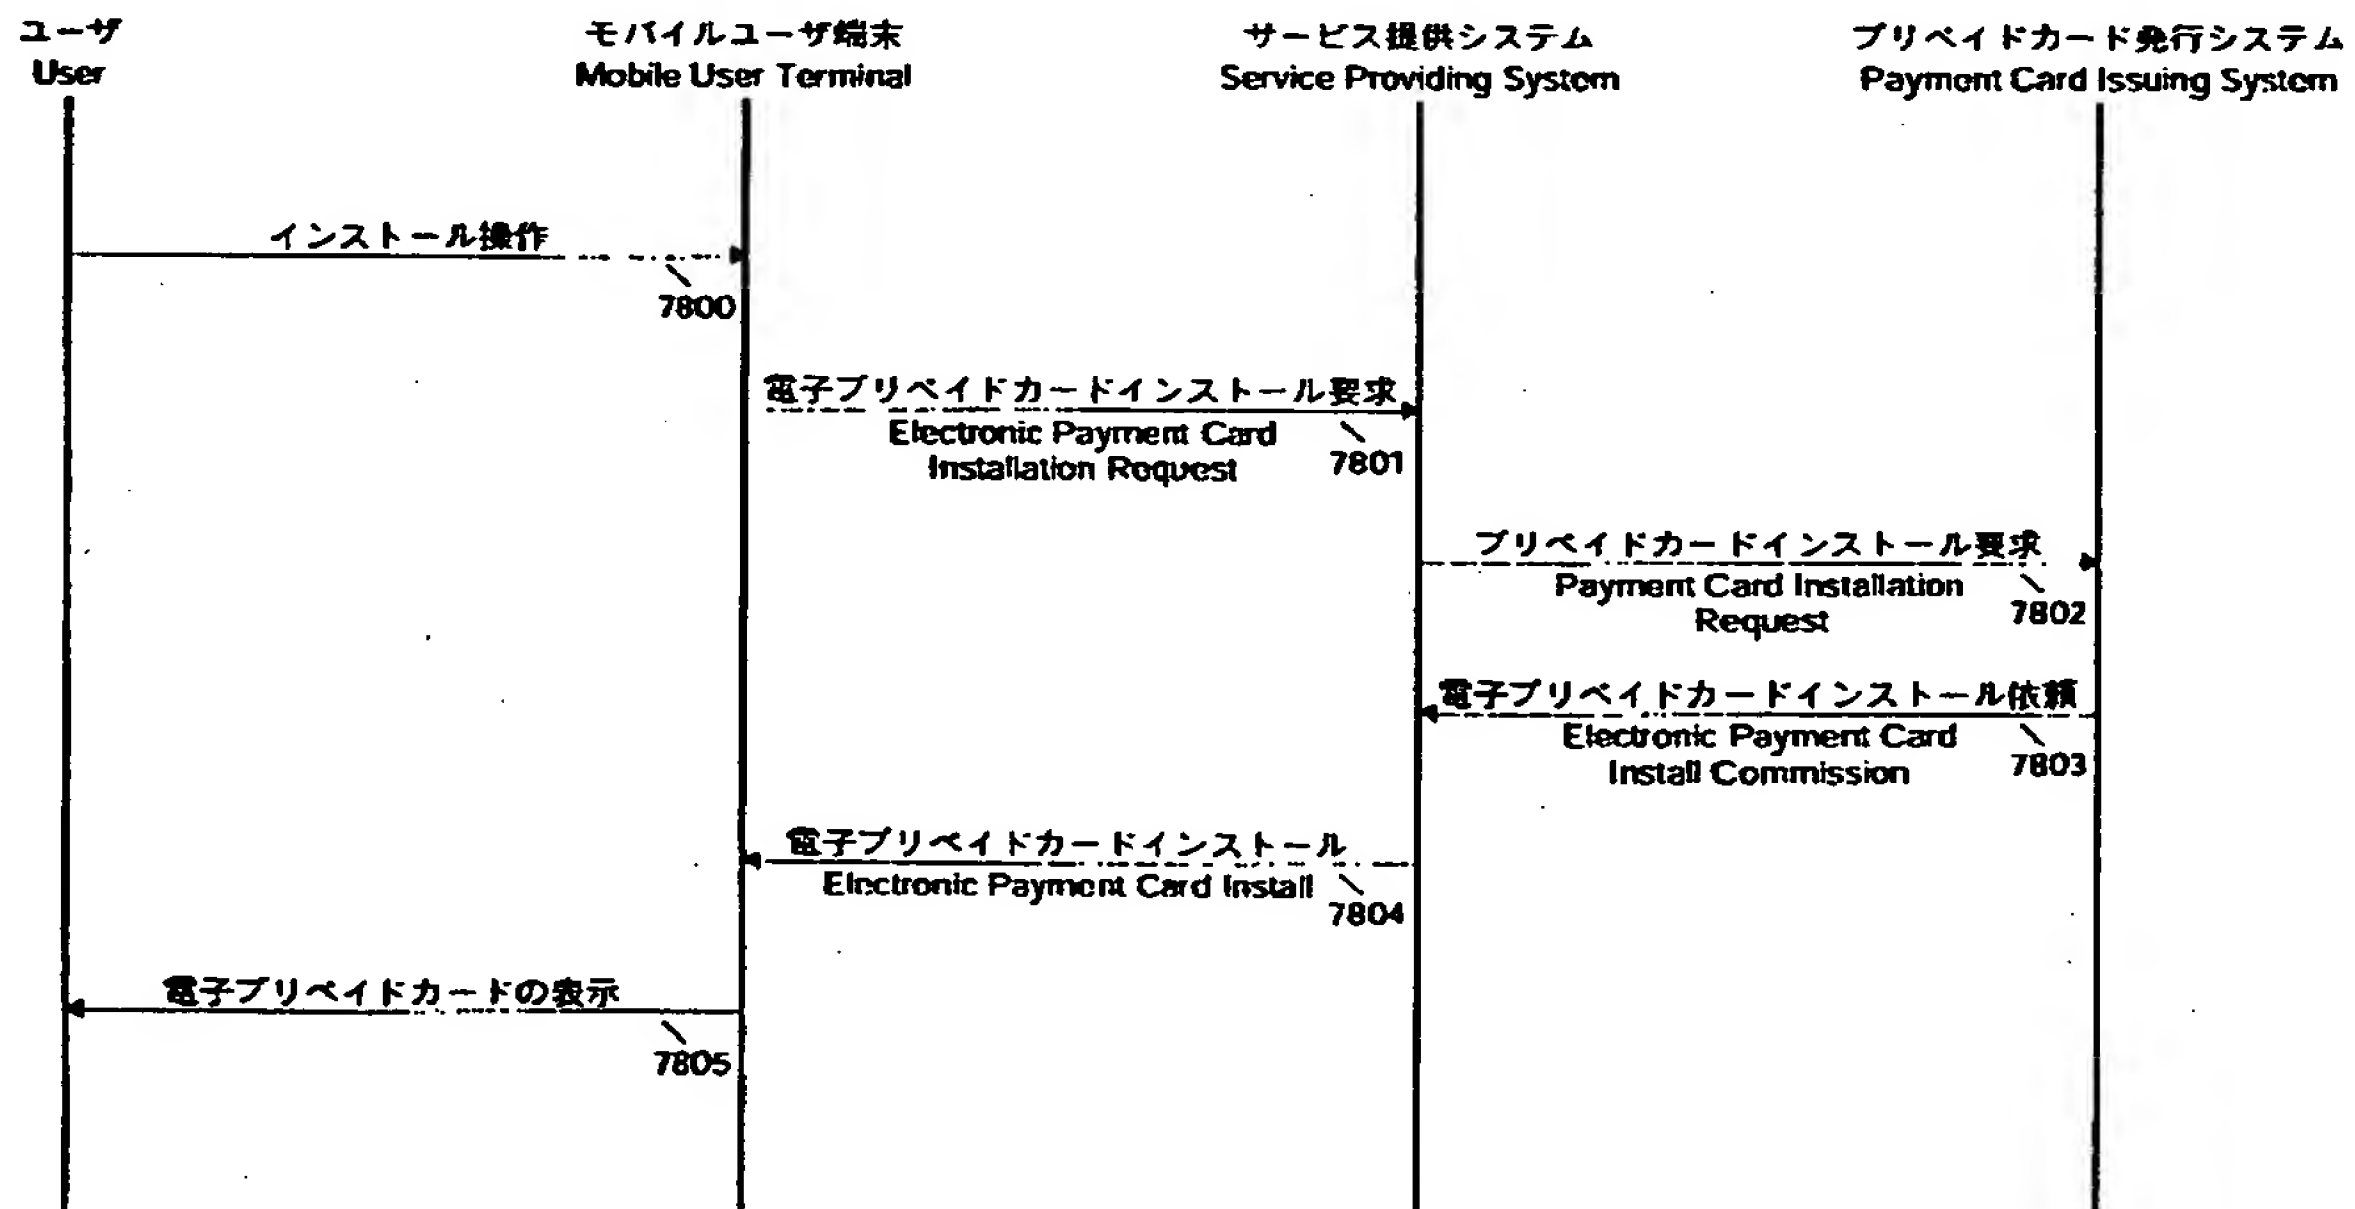 ユーザ
User
モバイルユーザ端末
Mobile User Terminal
サービス提供システム
Service Providing System
プリペイドカード発行システム
Payment Card Issuing System
インストール操作
7800
電子プリペイドカードインストール要求
Electronic Payment Card
Installation Request
7801
プリペイドカードインストール要求
Payment Card Installation
Request
7802
電子プリペイドカードインストール依頼
Electronic Payment Card
Install Commission
7803
電子プリペイドカードインストール
Electronic Payment Card Install
7804
電子プリペイドカードの表示
7805